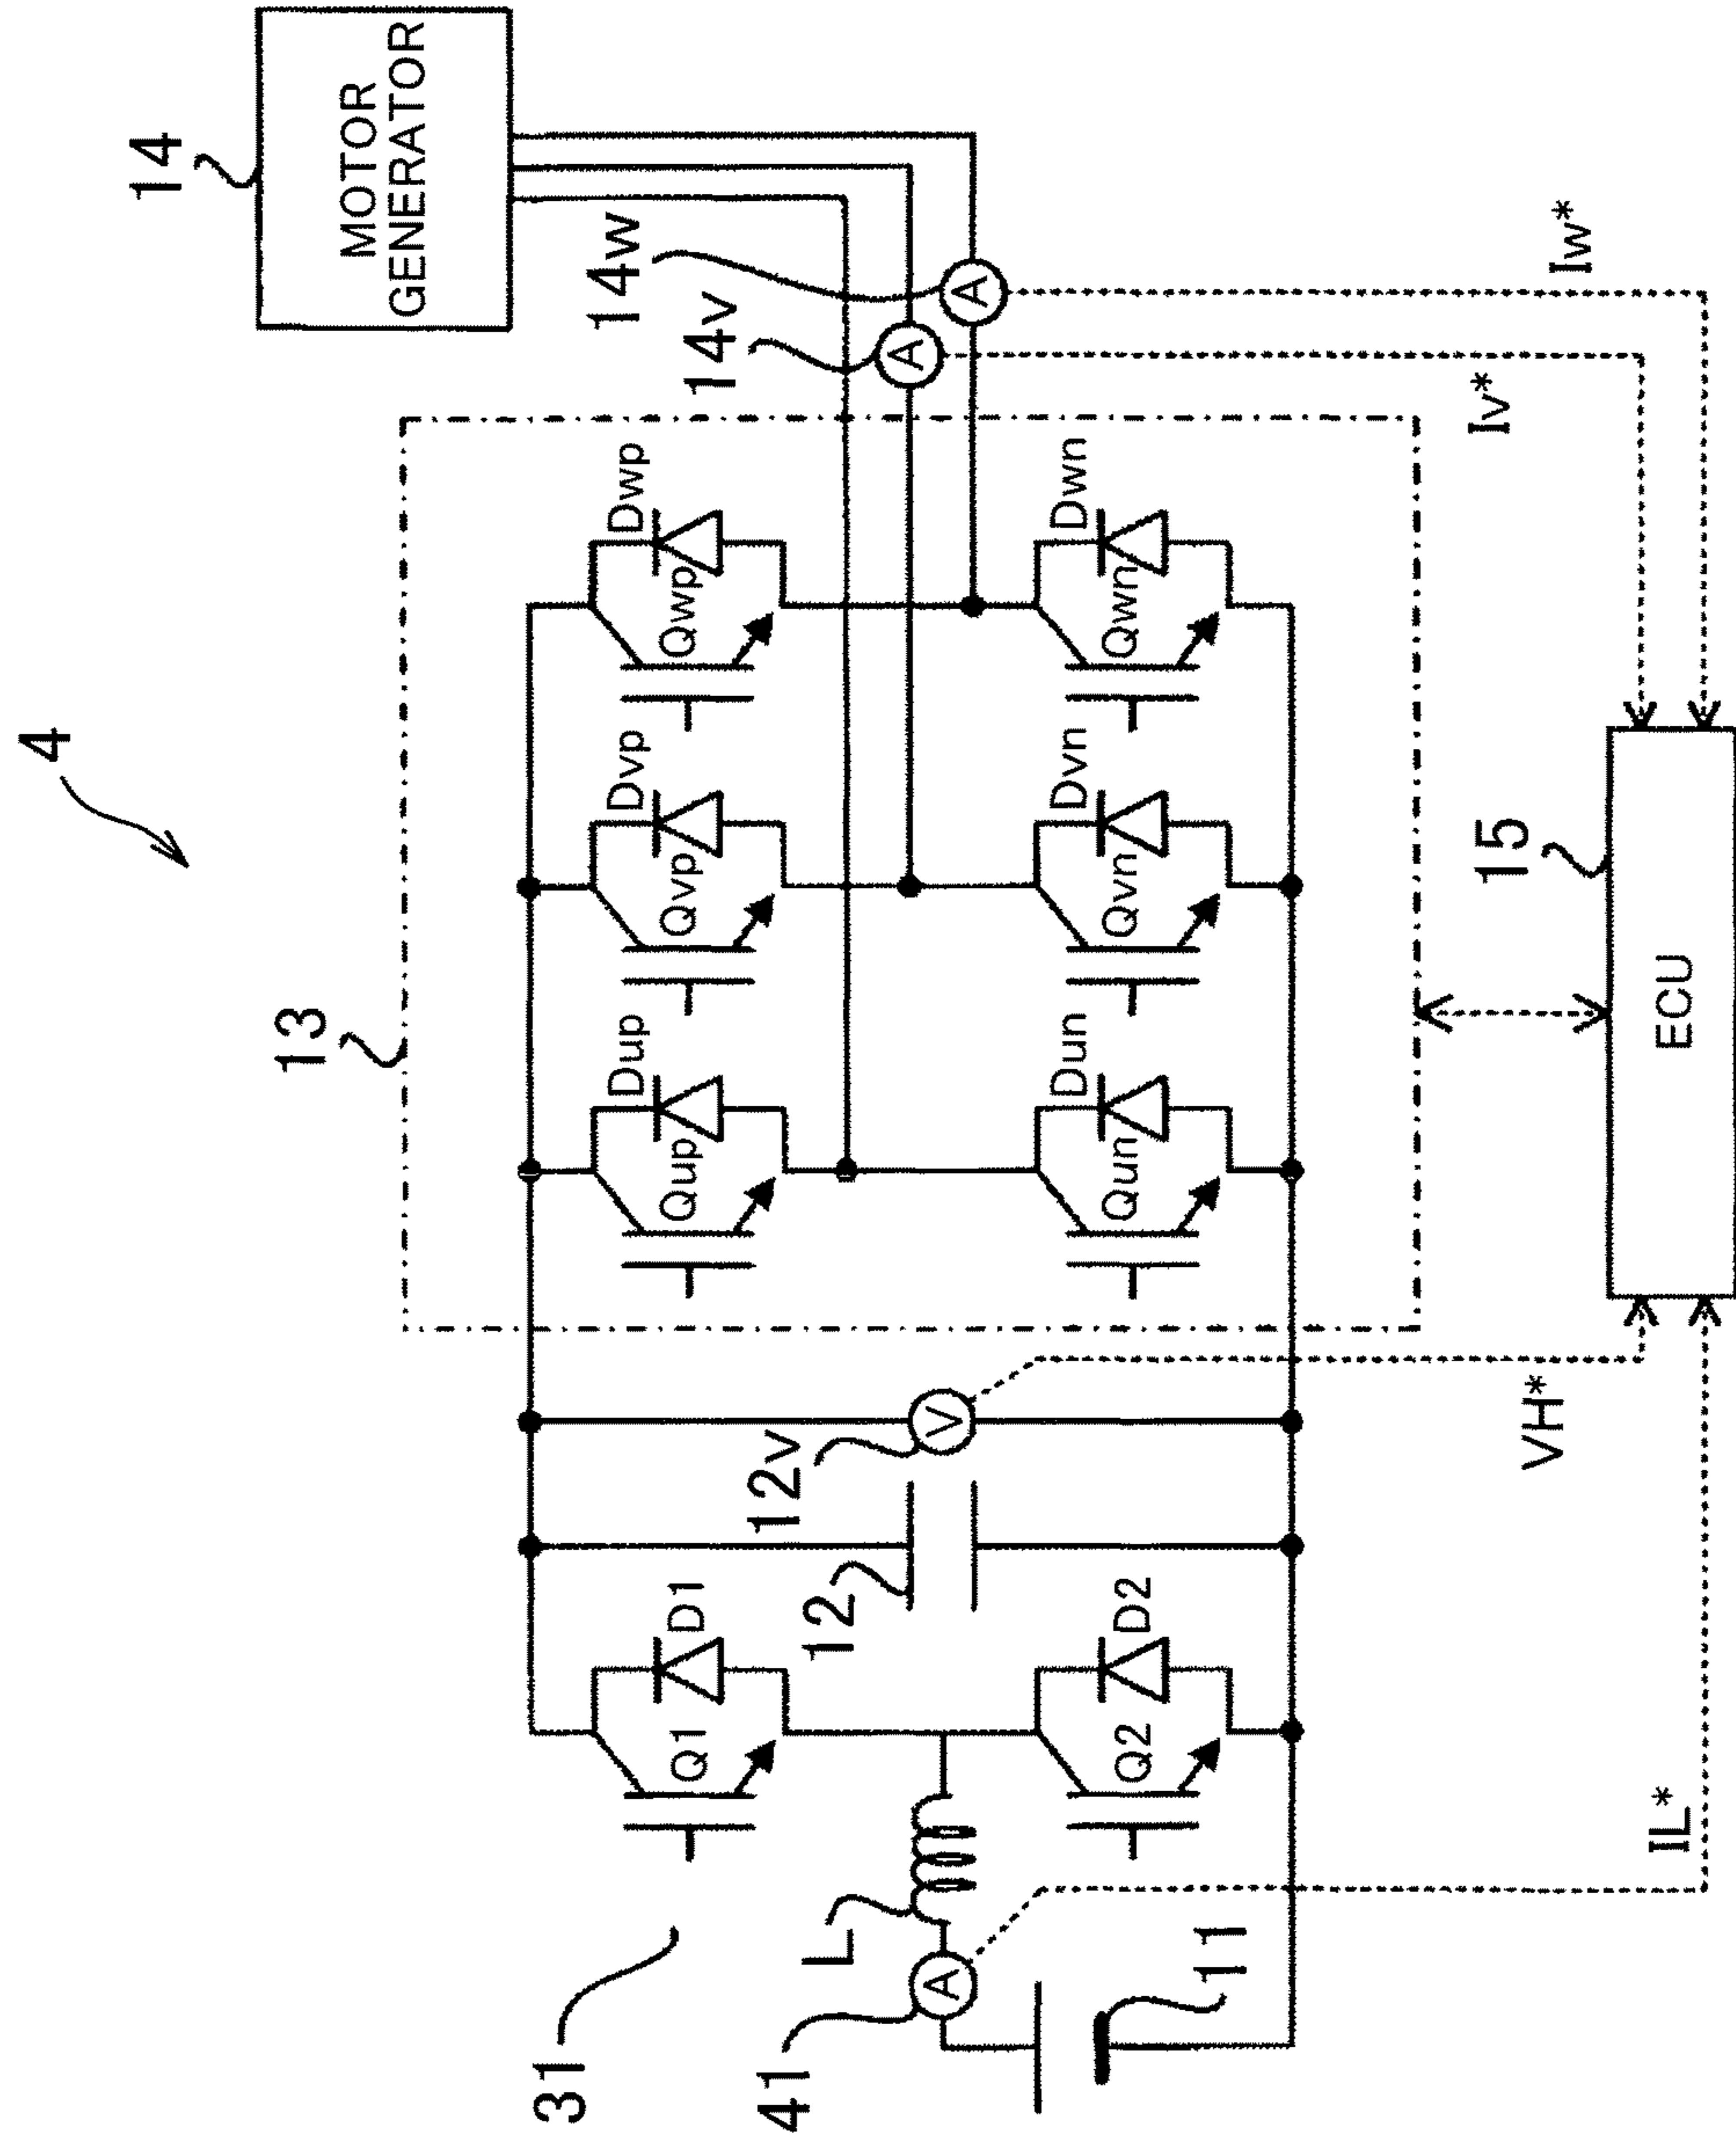 4
14
MOTOR
GENERATOR
13
14v
14w
A
A
Dup
Dvp
Dwp
Qup
Qvp
Qwp
Dun
Dvn
Dwn
Qun
Qvn
Qwn
31
Q1
D1
12
12v
V
41
L
A
Q2
D2
11
IL*
VH*
15
Iv*
Iw*
ECU